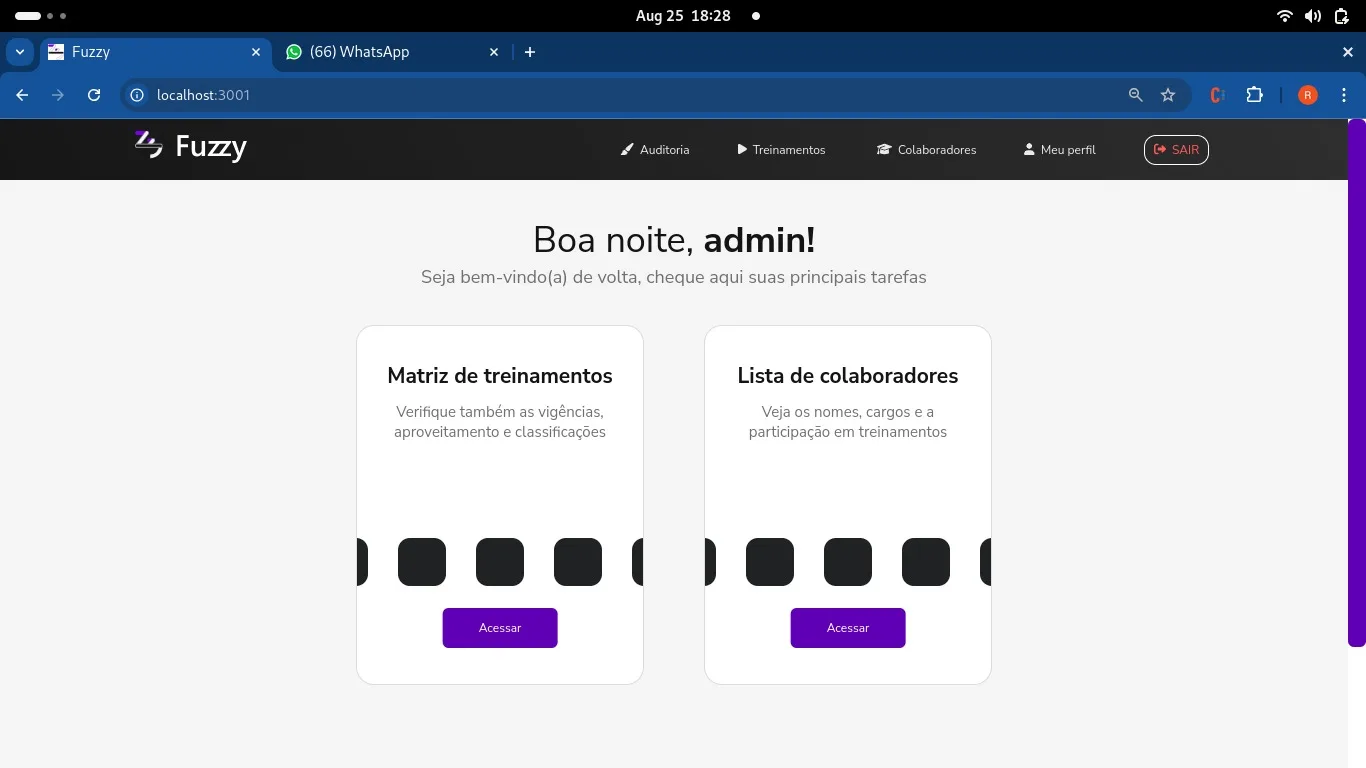 Aug 25 18:28
Fuzzy
(66) WhatsApp
localhost:3001
R
Fuzzy
Auditoria
Treinamentos
Colaboradores
Meu perfil
SAIR
Boa noite, admin!
Seja bem-vindo(a) de volta, cheque aqui suas principais tarefas
Matriz de treinamentos
Verifique também as vigências,
aproveitamento e classificações
Acessar
Lista de colaboradores
Veja os nomes, cargos e a
participação em treinamentos
Acessar